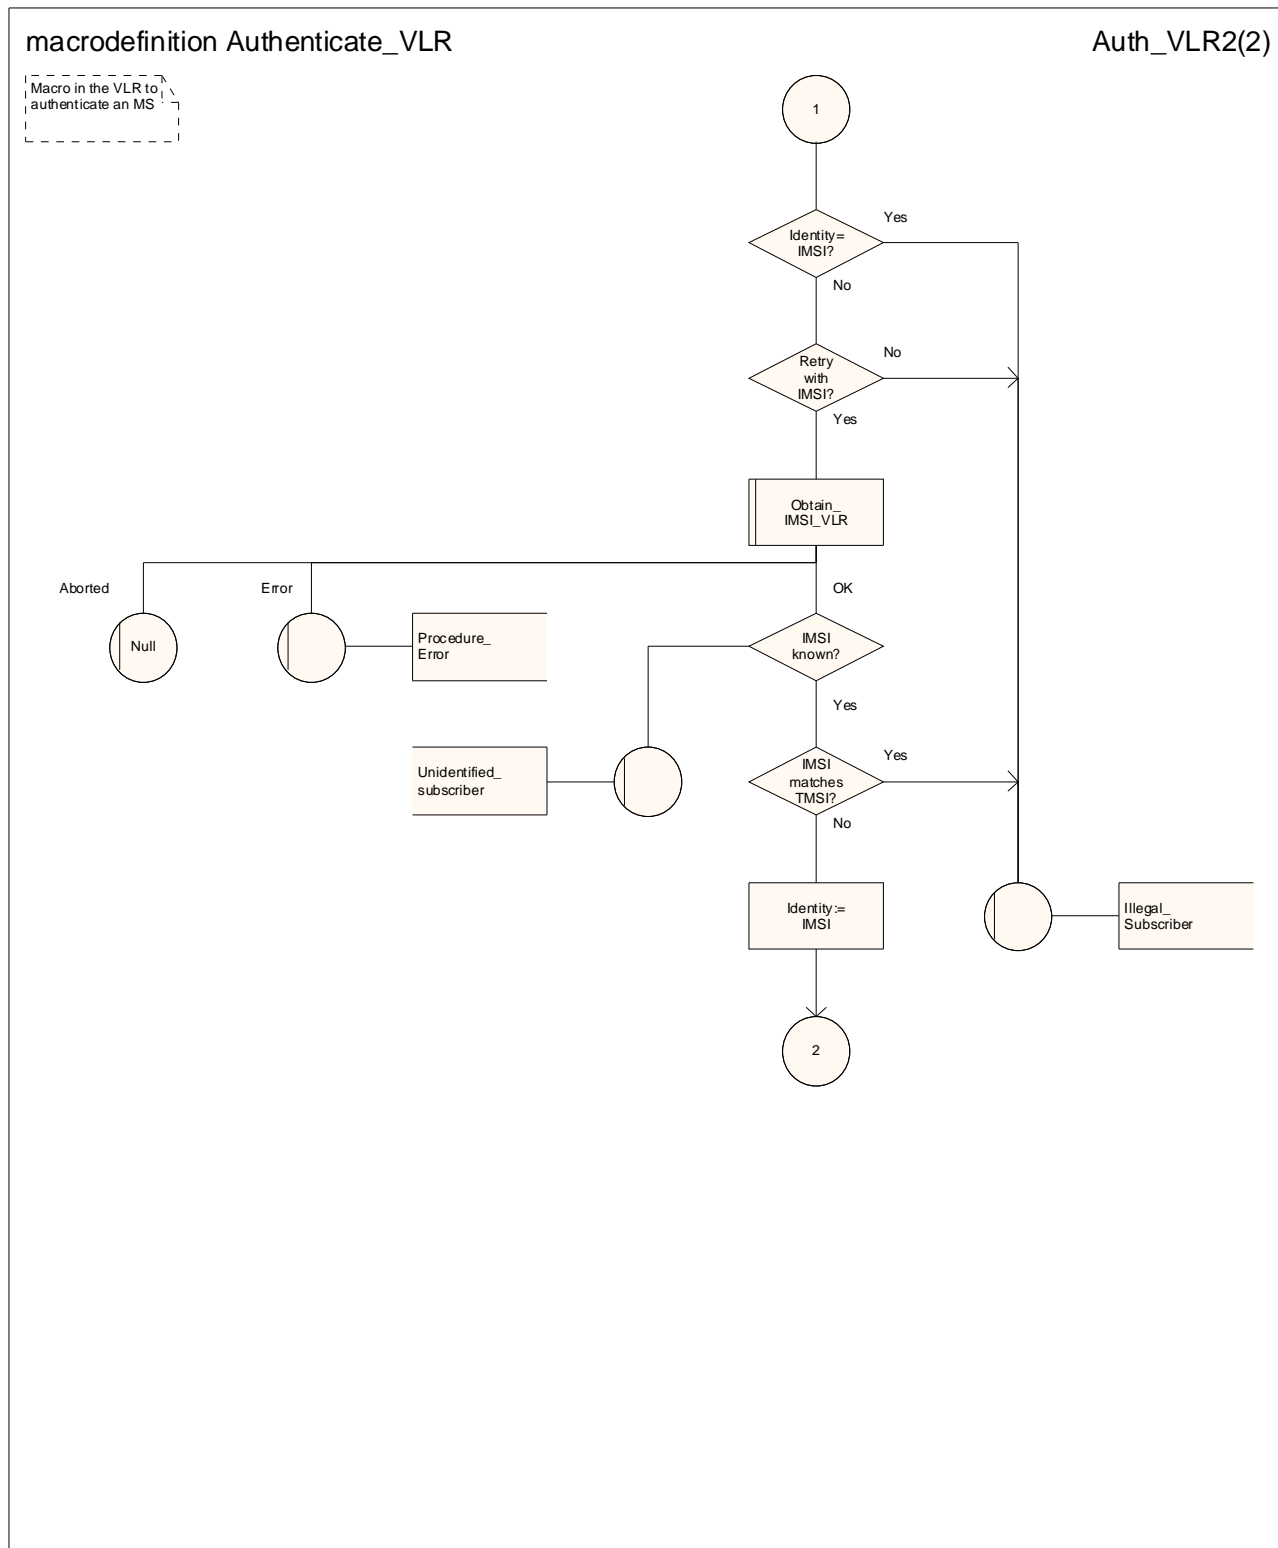 macrodefinition Authenticate_VLR
Auth_VLR2(2)
Macro in the VLR to
authenticate an MS
1
Identity=
IMSI?
Yes
No
Retry
with
IMSI?
No
Yes
Obtain_
IMSI_VLR
Aborted
Error
OK
Null
Procedure_
Error
IMSI
known?
Yes
Unidentified_
subscriber
IMSI
matches
TMSI?
Yes
No
Identity:=
IMSI
Illegal_
Subscriber
2